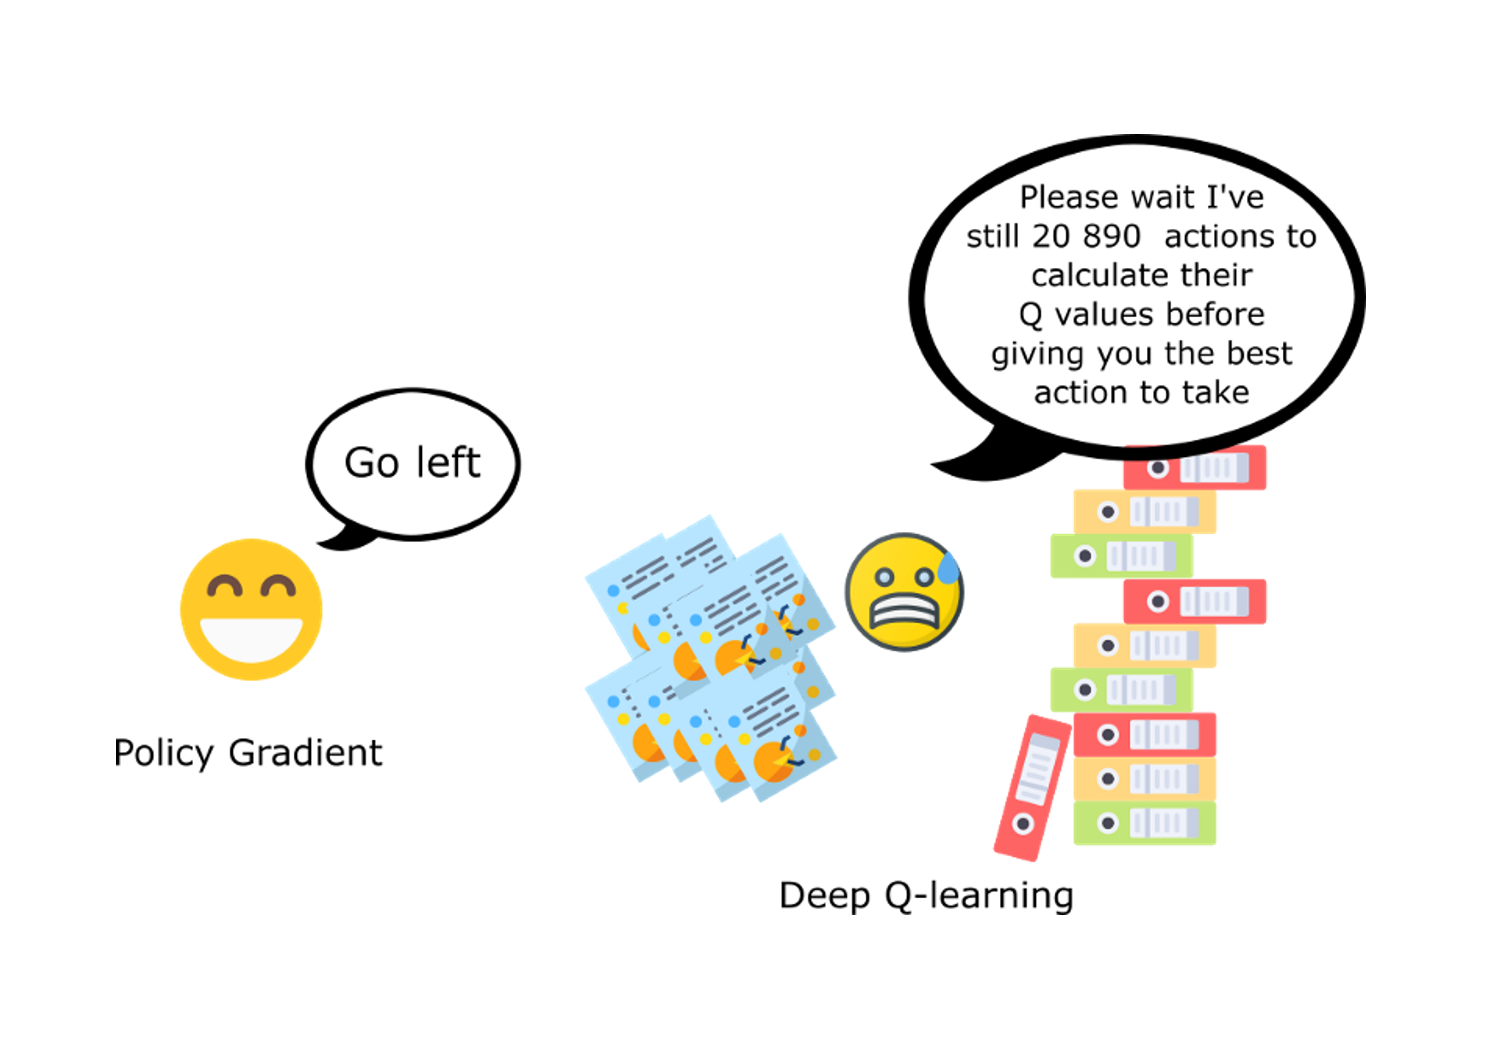 Please wait I've
still 20 890 actions to
calculate their
Q values before
giving you the best
action to take
Go left
Policy Gradient
Deep Q-learning